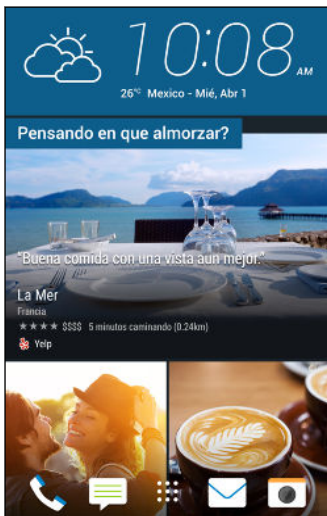 10:08 AM
26°C Mexico - Mié, Abr 1
Pensando en que almorzar?
"Buena comida con una vista aun mejor."
La Mer
Francia
★★★★ $$$$ 5 minutos caminando (0.24km)
Yelp